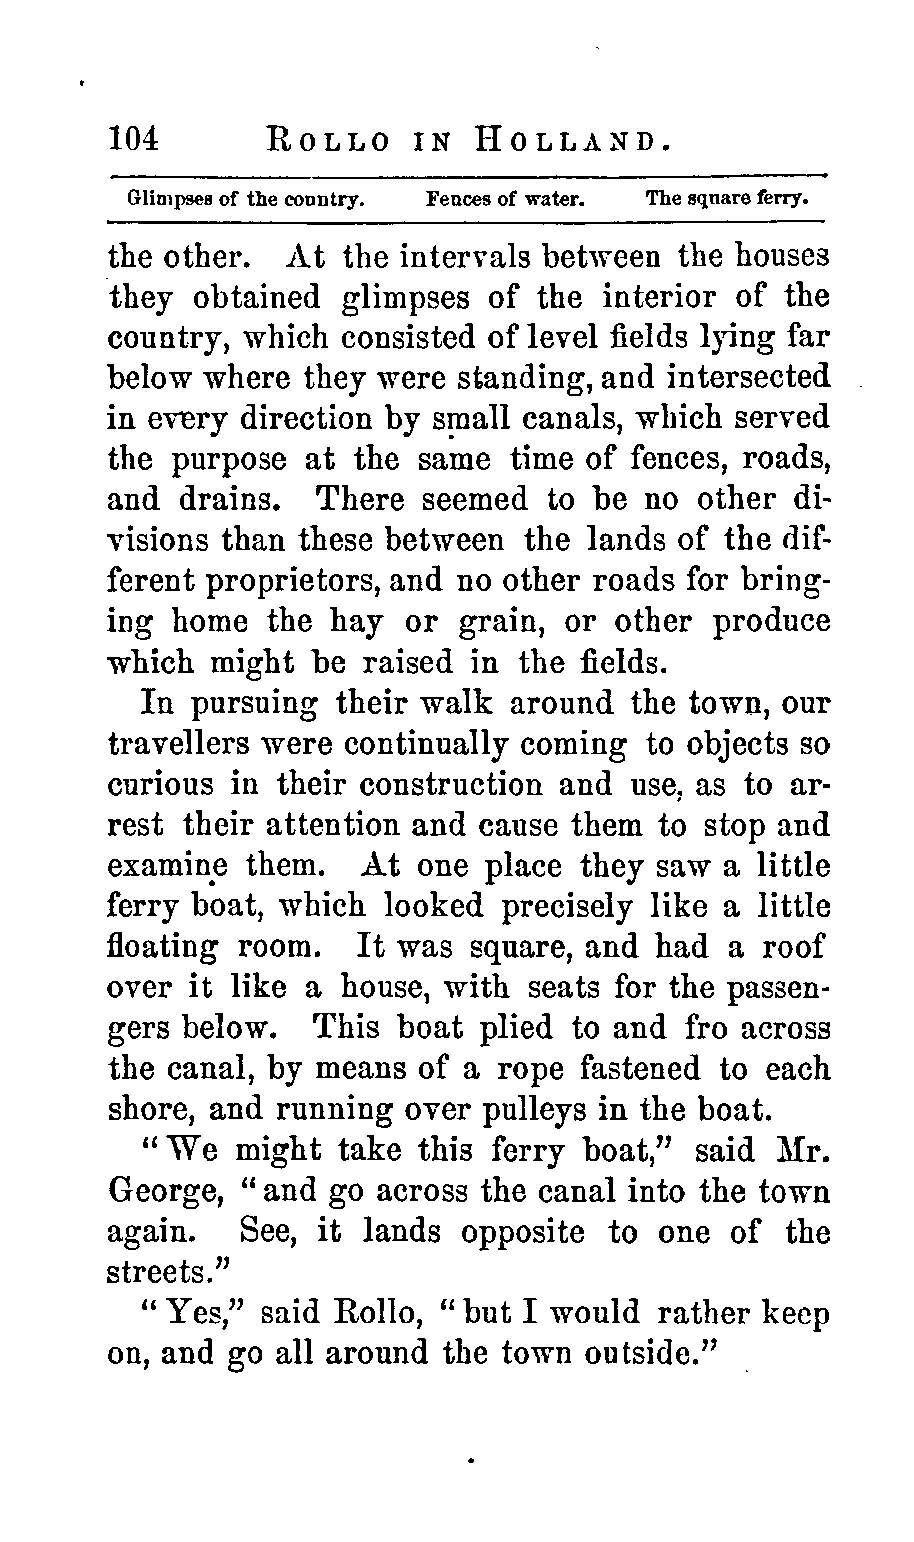 104 ROLLO IN HOLLAND.
Glimpses of the country. Fences of water. The square ferry.
the other. At the intervals between the houses
they obtained glimpses of the interior of the
country, which consisted of level fields lying far
below where they were standing, and intersected
in every direction by small canals, which served
the purpose at the same time of fences, roads,
and drains. There seemed to be no other di-
visions than these between the lands of the dif-
ferent proprietors, and no other roads for bring-
ing home the hay or grain, or other produce
which might be raised in the fields.
In pursuing their walk around the town, our
travellers were continually coming to objects so
curious in their construction and use, as to ar-
rest their attention and cause them to stop and
examine them. At one place they saw a little
ferry boat, which looked precisely like a little
floating room. It was square, and had a roof
over it like a house, with seats for the passen-
gers below. This boat plied to and fro across
the canal, by means of a rope fastened to each
shore, and running over pulleys in the boat.
"We might take this ferry boat," said Mr.
George, "and go across the canal into the town
again. See, it lands opposite to one of the
streets."
"Yes," said Rollo, "but I would rather keep
on, and go all around the town outside."